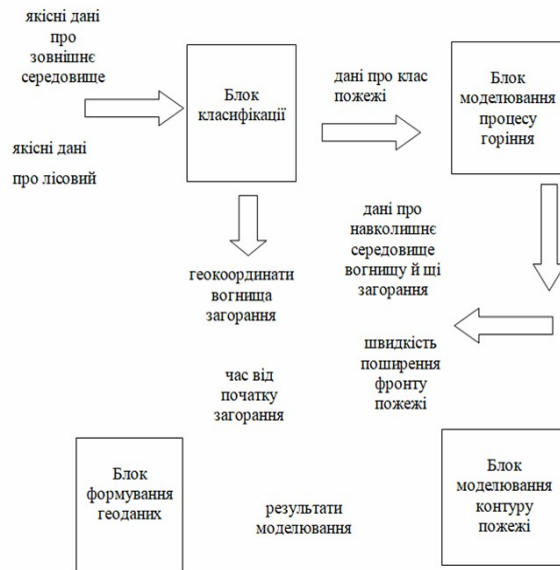 якісні дані
про
зовнішнє
середовище
якісні дані
про лісовий
Блок
класифікації
дані про клас
пожежі
Блок
моделювання
процесу
горіння
геокоординати
вогнища
загорання
дані про
навколишнє
середовище
вогнищу й щі
загорання
швидкість
поширення
фронту
пожежі
час від
початку
загорання
Блок
формування
геоданих
результати
моделювання
Блок
моделювання
контуру
пожежі